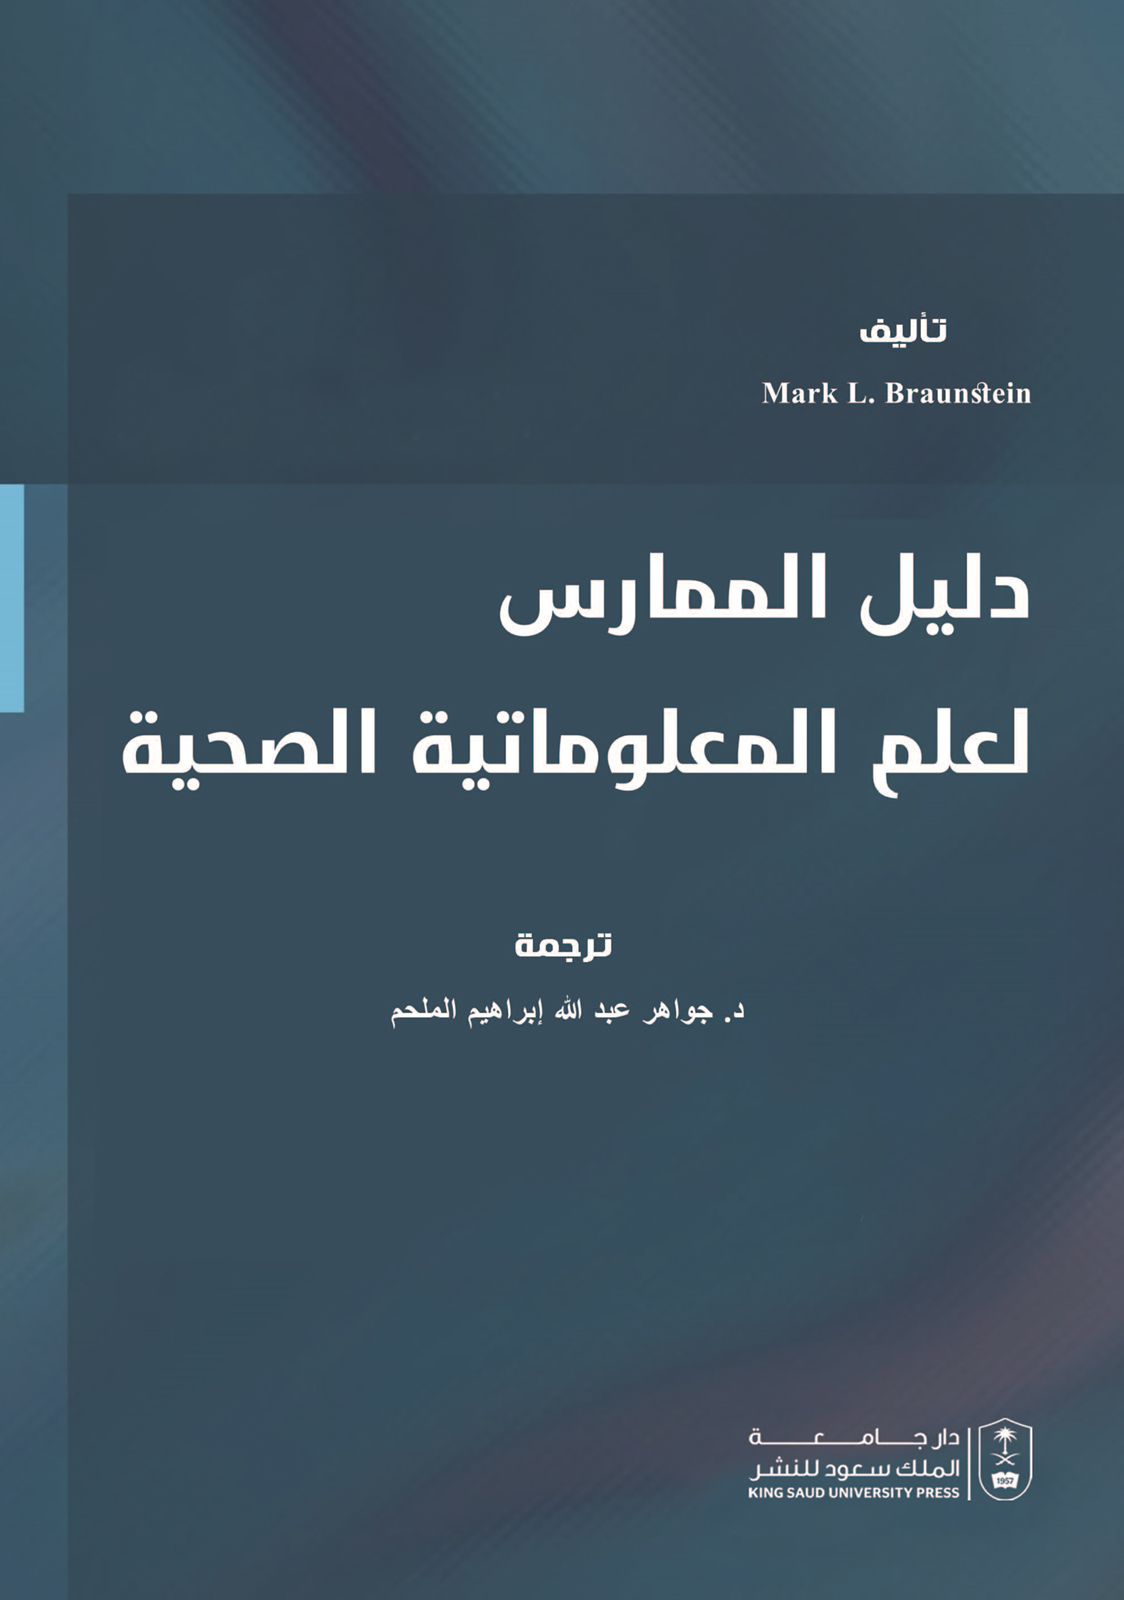 تأليف
Mark L. Braunstein
دليل الممارس
لعلم المعلوماتية الصحية
ترجمة
د. جواهر عبد الله إبراهيم الملحم
دار جامعة
الملك سعود للنشر
KING SAUD UNIVERSITY PRESS
1957